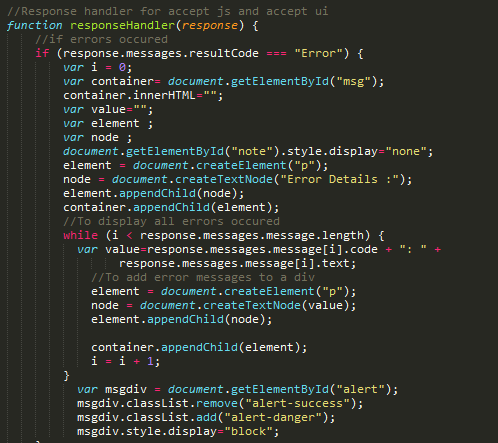 //Response handler for accept js and accept ui
function responseHandler(response) {
//if errors occured
if (response.messages.resultCode === "Error") {
var i = 0;
var container= document.getElementById("msg");
container.innerHTML="";
var value="";
var element ;
var node ;
document.getElementById("note").style.display="none";
element = document.createElement("p");
node = document.createTextNode("Error Details :");
element.appendChild(node);
container.appendChild(element);
//To display all errors occured
while (i < response.messages.message.length) {
var value=response.messages.message[i].code + ": " +
response.messages.message[i].text;
//To add error messages to a div
element = document.createElement("p");
node = document.createTextNode(value);
element.appendChild(node);
container.appendChild(element);
i = i + 1;
}
var msgdiv = document.getElementById("alert");
msgdiv.classList.remove("alert-success");
msgdiv.classList.add("alert-danger");
msgdiv.style.display="block";